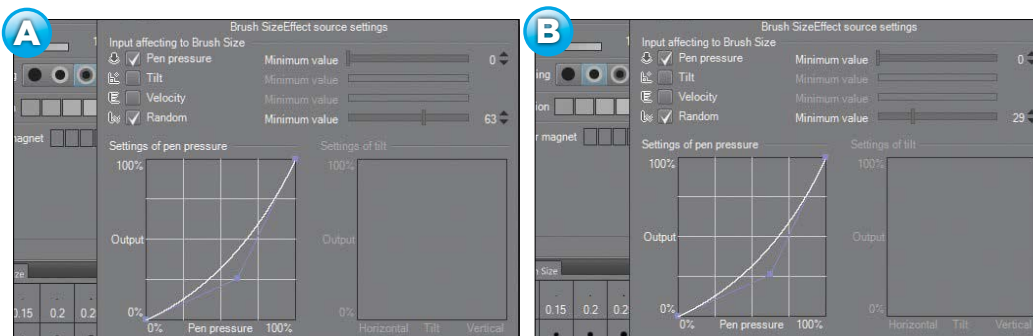 A
Brush SizeEffect source settings
Input affecting to Brush Size
Pen pressure Minimum value 0
Tilt Minimum value
Velocity Minimum value
Random Minimum value 63
agnet
Settings of pen pressure Settings of tilt
100% 100%
Output Output
ze
0.15 0.2 0.2
0% 0%
0% Pen pressure 100% Horizontal Tilt Vertical
B
Brush SizeEffect source settings
Input affecting to Brush Size
Pen pressure Minimum value 0
ing
Tilt Minimum value
Velocity Minimum value
ion
Random Minimum value 29
r magnet
Settings of pen pressure Settings of tilt
100% 100%
Output Output
Size
0.15 0.2 0.2
0% 0%
0% Pen pressure 100% Horizontal Tilt Vertical